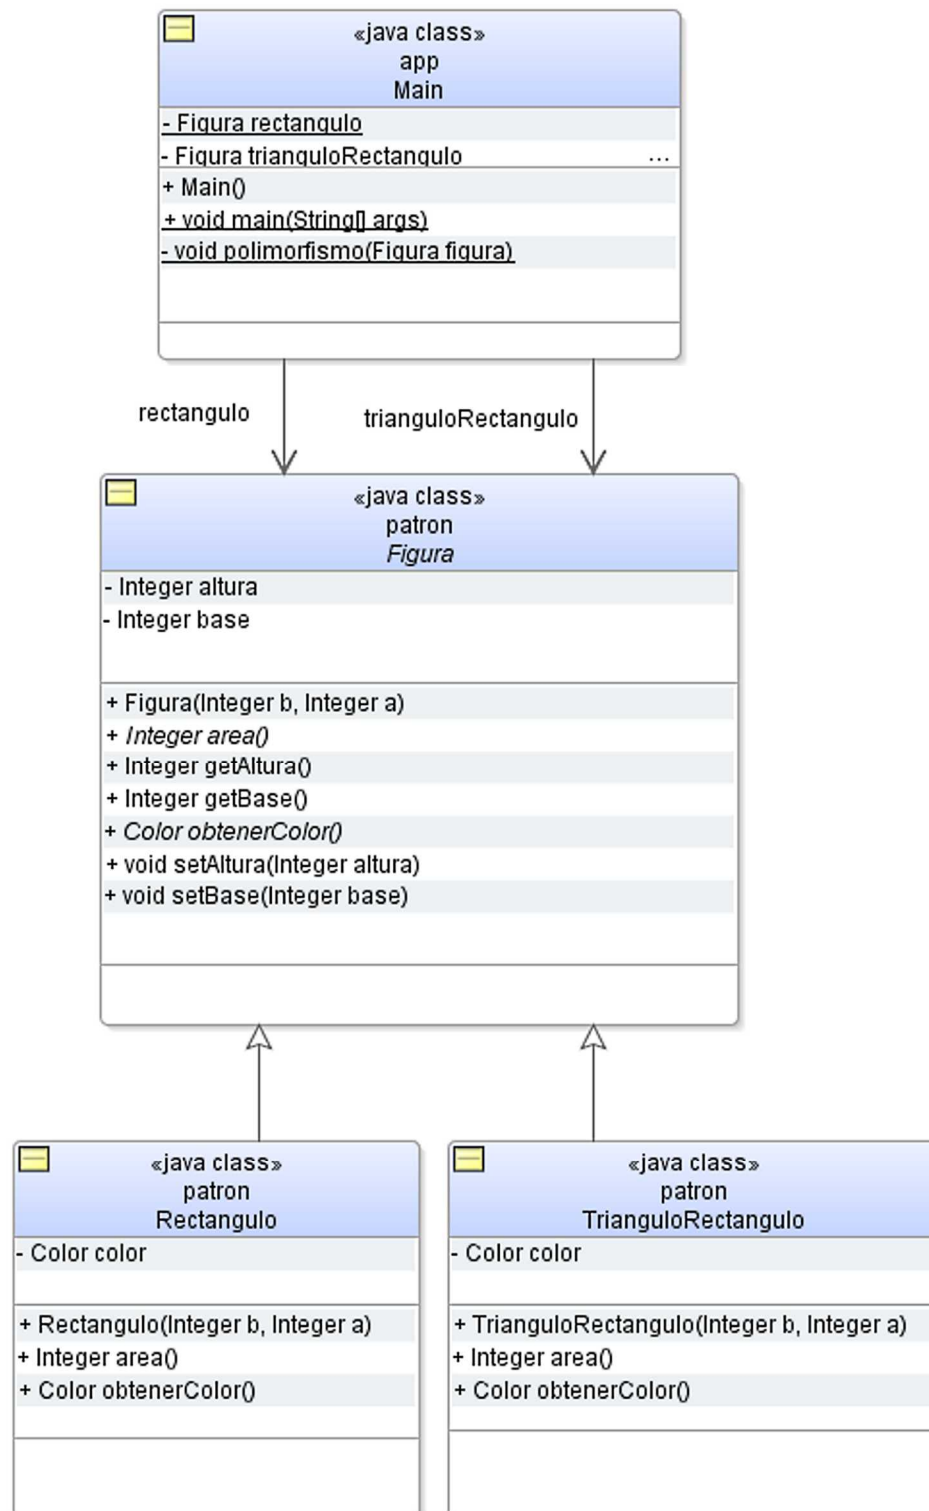 «java class»
app
Main
- Figura rectangulo
- Figura trianguloRectangulo ...
+ Main()
+ void main(String[] args)
- void polimorfismo(Figura figura)
rectangulo
trianguloRectangulo
«java class»
patron
Figura
- Integer altura
- Integer base
+ Figura(Integer b, Integer a)
+ Integer area()
+ Integer getAltura()
+ Integer getBase()
+ Color obtenerColor()
+ void setAltura(Integer altura)
+ void setBase(Integer base)
«java class»
patron
Rectangulo
- Color color
+ Rectangulo(Integer b, Integer a)
+ Integer area()
+ Color obtenerColor()
«java class»
patron
TrianguloRectangulo
- Color color
+ TrianguloRectangulo(Integer b, Integer a)
+ Integer area()
+ Color obtenerColor()